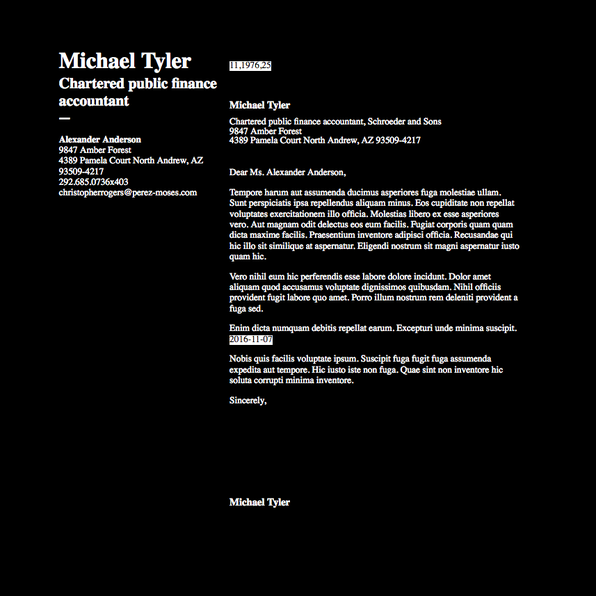 Michael Tyler
Chartered public finance
accountant
Alexander Anderson
9847 Amber Forest
4389 Pamela Court North Andrew, AZ
93509-4217
292.685.0736x403
christopherrogers@perez-moses.com
11,1976,25
Michael Tyler
Chartered public finance accountant, Schroeder and Sons
9847 Amber Forest
4389 Pamela Court North Andrew, AZ 93509-4217
Dear Ms. Alexander Anderson,
Tempore harum aut assumenda ducimus asperiores fuga molestiae ullam.
Sunt perspiciatis ipsa repellendus aliquam minus. Eos cupiditate non repellat
voluptates exercitationem illo officia. Molestias libero ex esse asperiores
vero. Aut magnam odit delectus eos eum facilis. Fugiat corporis quam quam
dicta maxime facilis. Praesentium inventore adipisci officia. Recusandae qui
hic illo sit similique at aspernatur. Eligendi nostrum sit magni aspernatur iusto
quam hic.
Vero nihil eum hic perferendis esse labore dolore incidunt. Dolor amet
aliquam quod accusamus voluptate dignissimos quibusdam. Nihil officiis
provident fugit labore quo amet. Porro illum nostrum rem deleniti provident a
fuga sed.
Enim dicta numquam debitis repellat earum. Excepturi unde minima suscipit.
2016-11-07
Nobis quis facilis voluptate ipsum. Suscipit fuga fugit fuga assumenda
expedita aut tempore. Hic iusto iste non fuga. Quae sint non inventore hic
soluta corrupti minima inventore.
Sincerely,
Michael Tyler